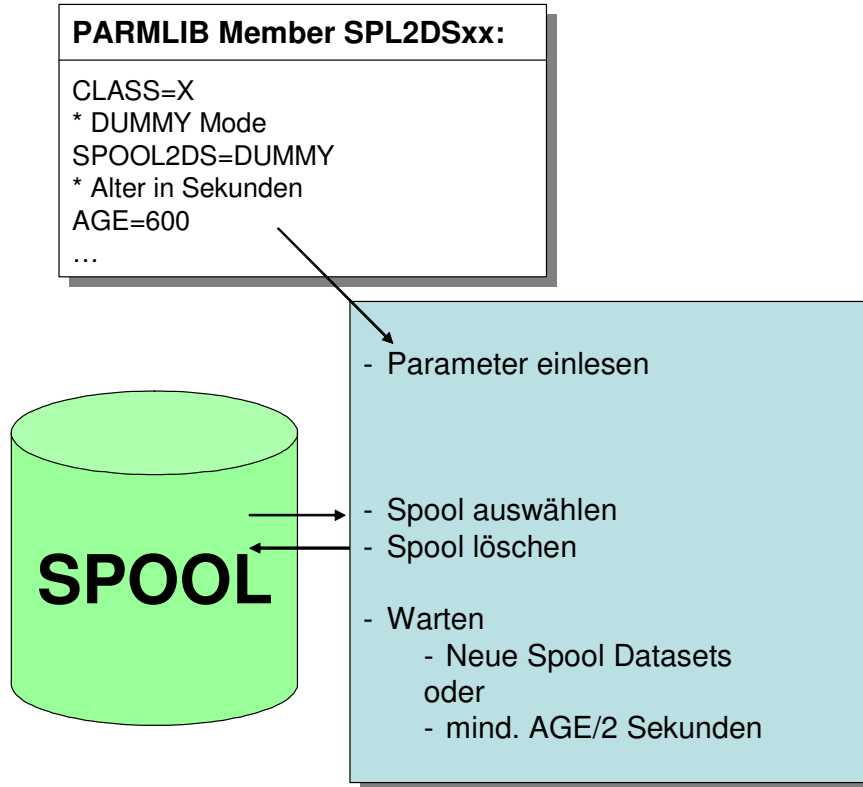 PARMLIB Member SPL2DSxx:
CLASS=X
* DUMMY Mode
SPOOL2DS=DUMMY
* Alter in Sekunden
AGE=600
…
- Parameter einlesen
SPOOL
- Spool auswählen
- Spool löschen
- Warten
- Neue Spool Datasets
oder
- mind. AGE/2 Sekunden